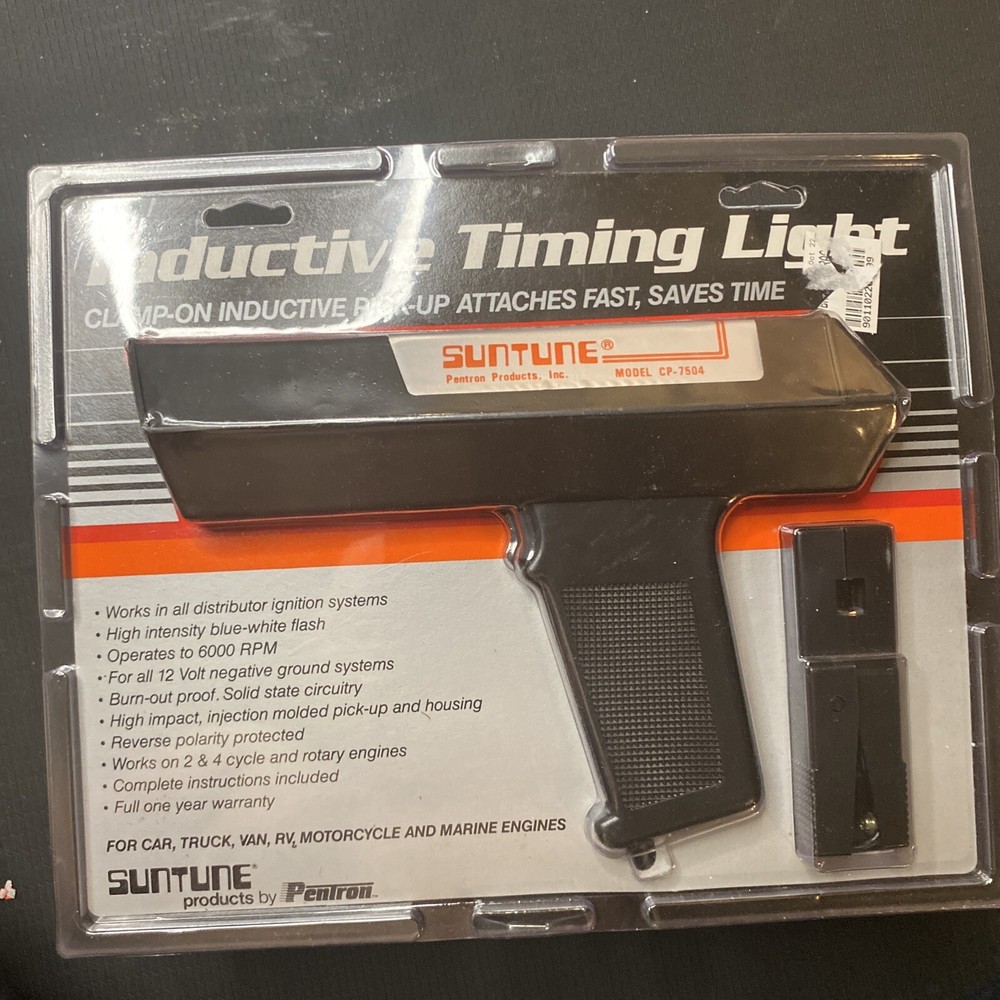 Inductive Timing Light
CLAMP-ON INDUCTIVE PICK-UP ATTACHES FAST, SAVES TIME
Oct 22
SUNTUNE®
Pentron Products, Inc. MODEL CP-7504
• Works in all distributor ignition systems
• High intensity blue-white flash
• Operates to 6000 RPM
• For all 12 Volt negative ground systems
• Burn-out proof. Solid state circuitry
• High impact, injection molded pick-up and housing
• Reverse polarity protected
• Works on 2 & 4 cycle and rotary engines
• Complete instructions included
• Full one year warranty
FOR CAR, TRUCK, VAN, RV, MOTORCYCLE AND MARINE ENGINES
SUNTUNE®
products by Pentron™